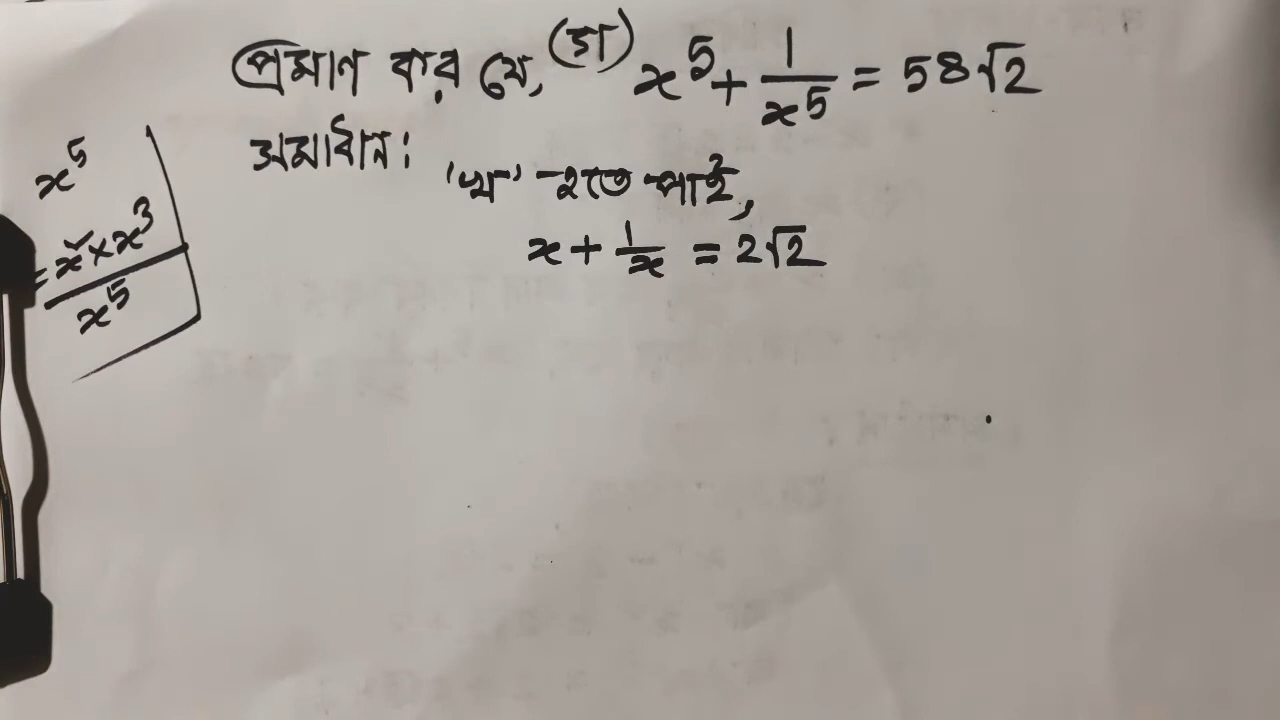 প্রমাণ কর যে, (গ) x⁵ + 1/x⁵ = 58√2
সমাধান:
'খ' হতে পাই,
x + 1/x = 2√2
x⁵
= x² × x³
x⁵